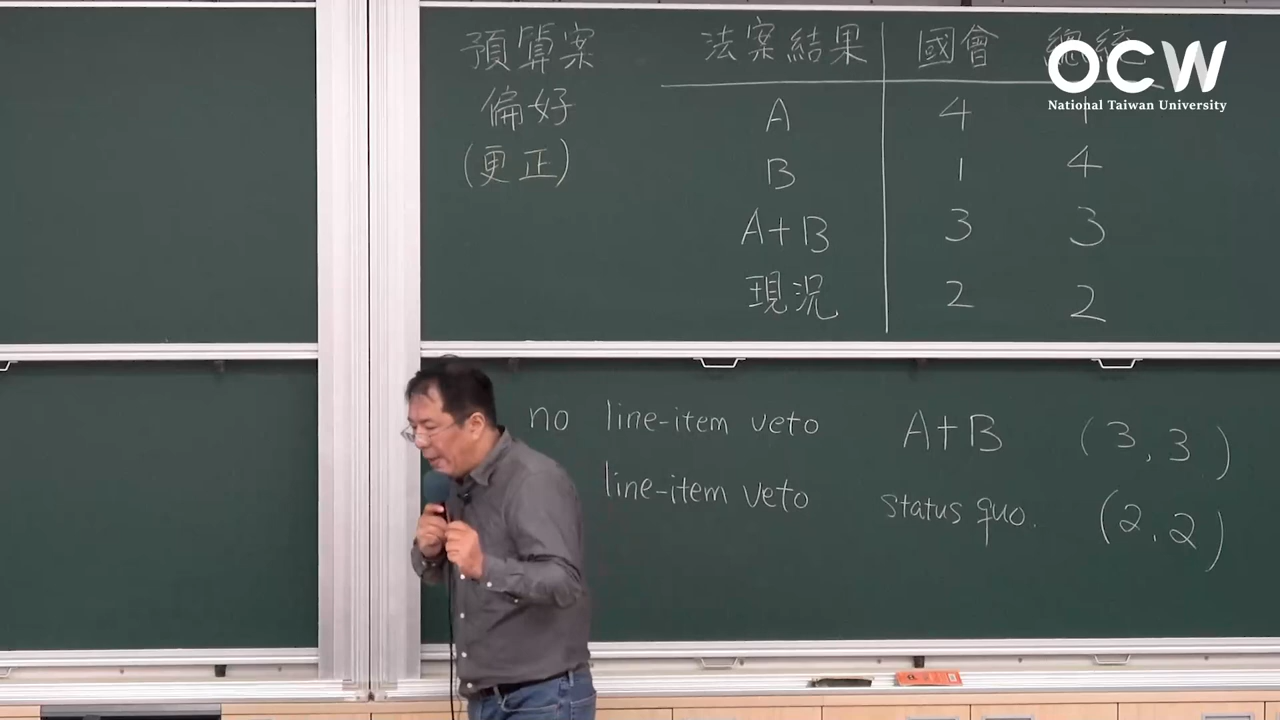 預算案
偏好
(更正)
法案結果 國會 總統
A 4 1
B 1 4
A+B 3 3
現況 2 2
OCW
National Taiwan University
no line-item veto A+B (3,3)
line-item veto status quo. (2,2)